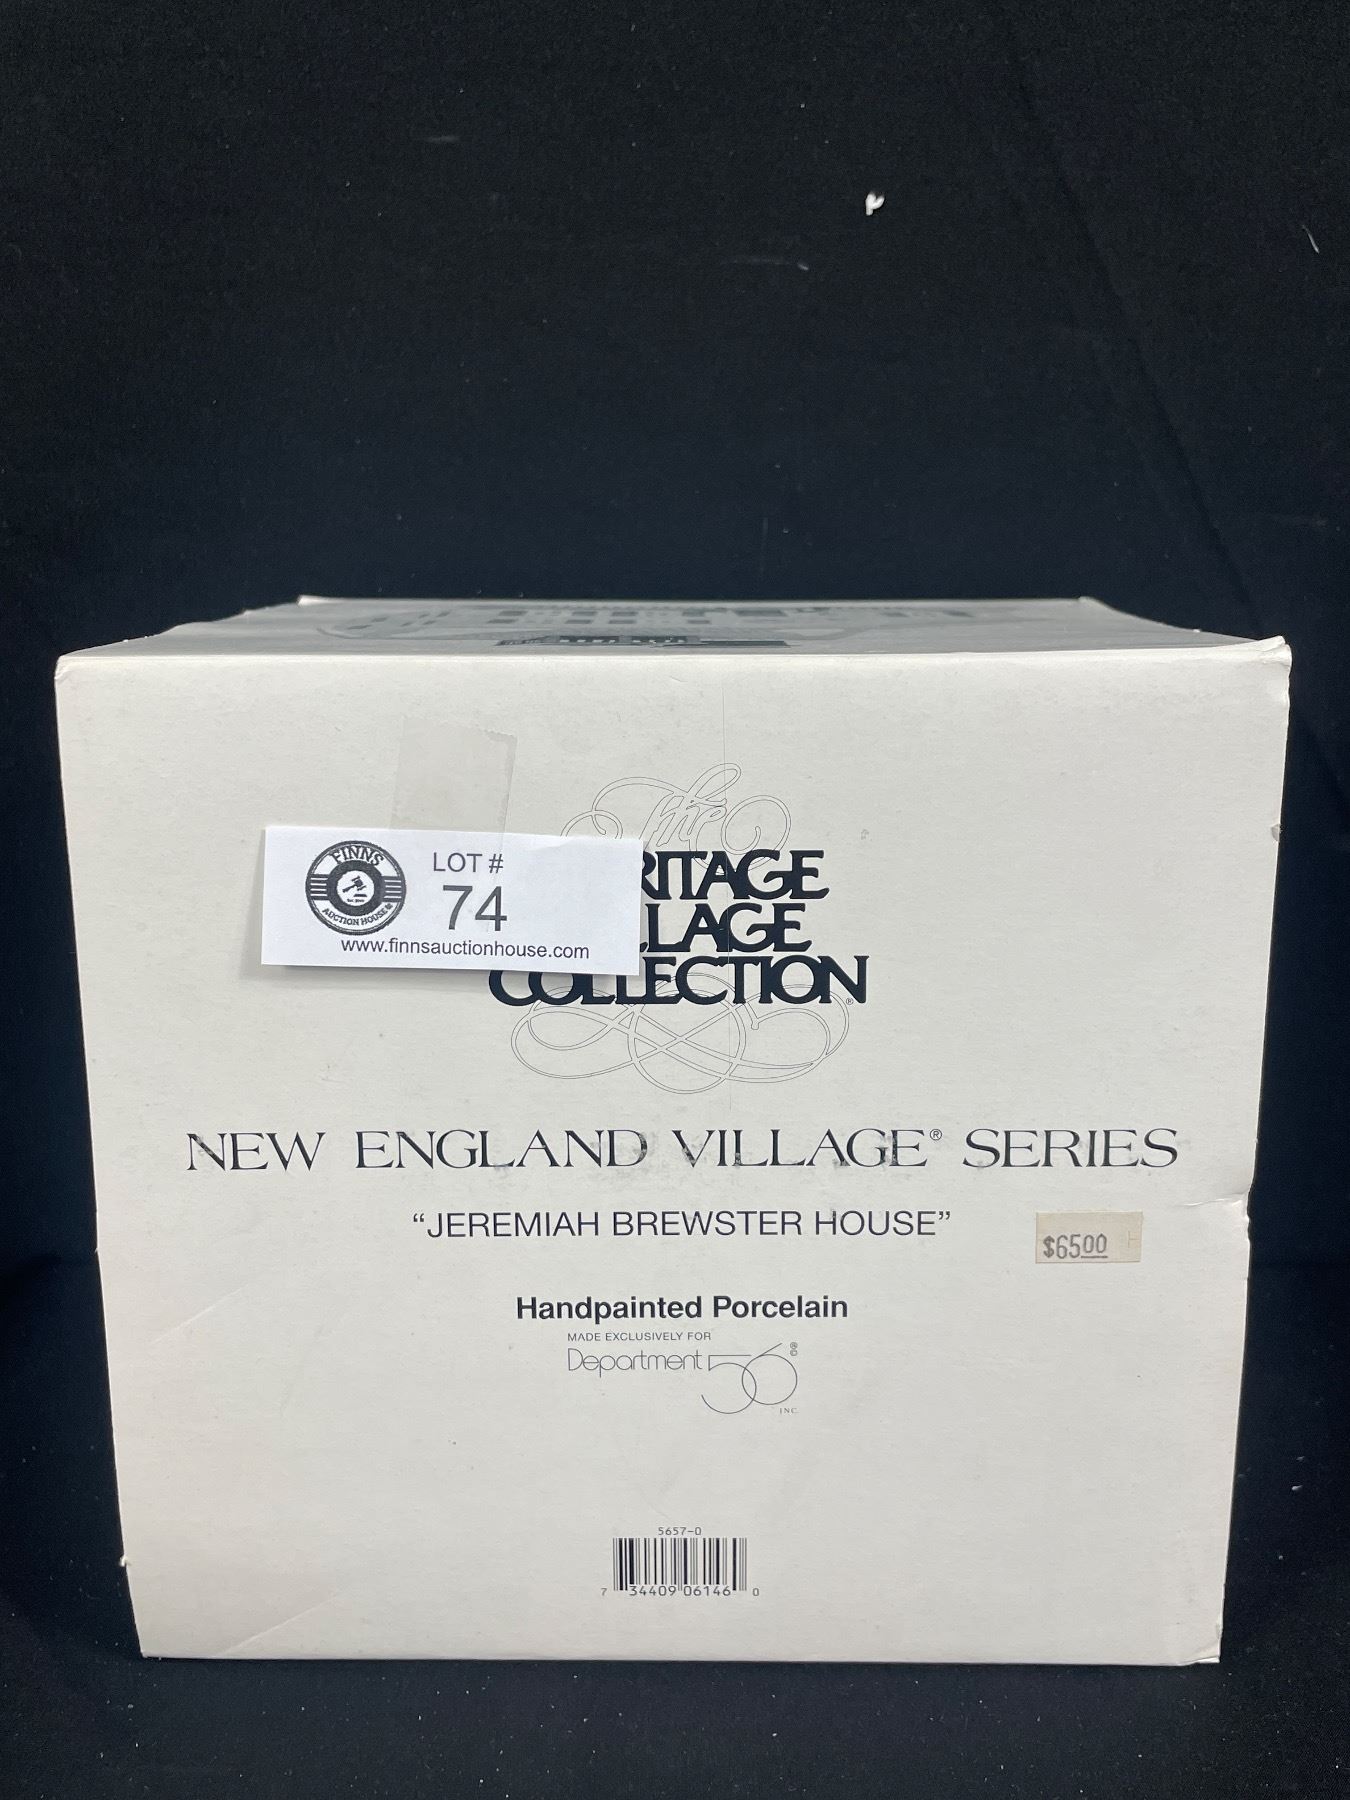 The
RITAGE
LAGE
COLLECTION®
FINNS
AUCTION HOUSE
LOT #
74
www.finnsauctionhouse.com
NEW ENGLAND VILLAGE® SERIES
“JEREMIAH BREWSTER HOUSE”
$6500
Handpainted Porcelain
MADE EXCLUSIVELY FOR
Department 56®©
INC.
5657-0
7 34409 06146 0